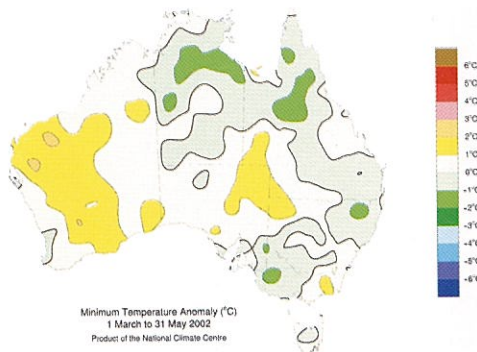 6°C
5°C
4°C
3°C
2°C
1°C
0°C
-1°C
-2°C
-3°C
-4°C
-5°C
-6°C
Minimum Temperature Anomaly (°C)
1 March to 31 May 2002
Product of the National Climate Centre